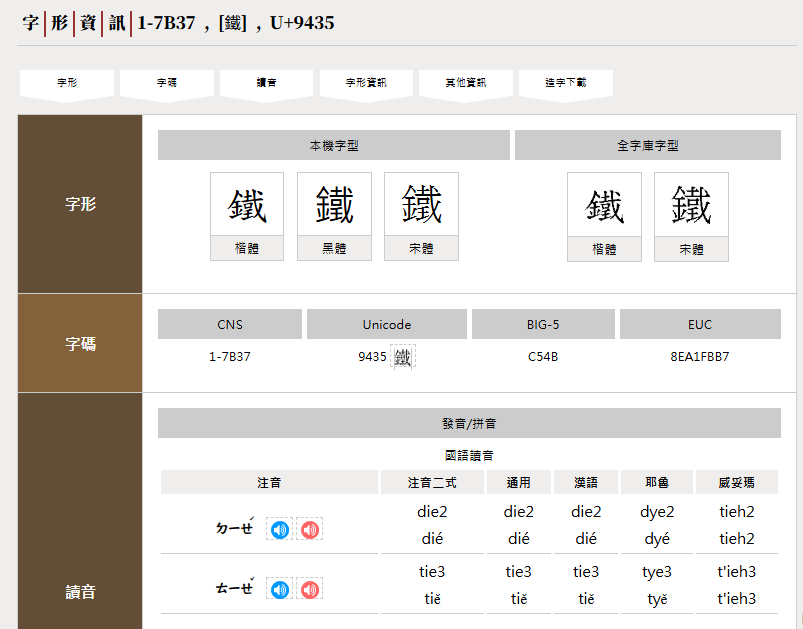 字形資訊 1-7B37 , [鐵] , U+9435
字形 字碼 讀音 字形資訊 其他資訊 造字下載
字形
本機字型 全字庫字型
鐵 鐵 鐵 鐵 鐵
楷體 黑體 宋體 楷體 宋體
字碼
CNS Unicode BIG-5 EUC
1-7B37 9435 鐵 C54B 8EA1FBB7
讀音
發音/拼音
國語讀音
注音 注音二式 通用 漢語 耶魯 威妥瑪
ㄉㄧㄝˊ die2 die2 die2 dye2 tieh2
dié dié dié dyé tieh2
ㄊㄧㄝˇ tie3 tie3 tie3 tye3 t'ieh3
tiě tiě tiě tyě t'ieh3